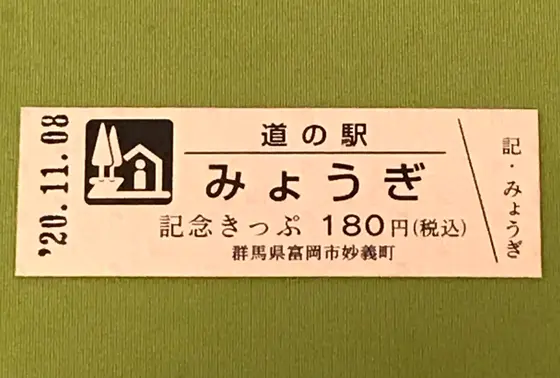 '20.11.08
道の駅
みょうぎ
記念きっぷ 180円(税込)
群馬県富岡市妙義町
記・みょうぎ